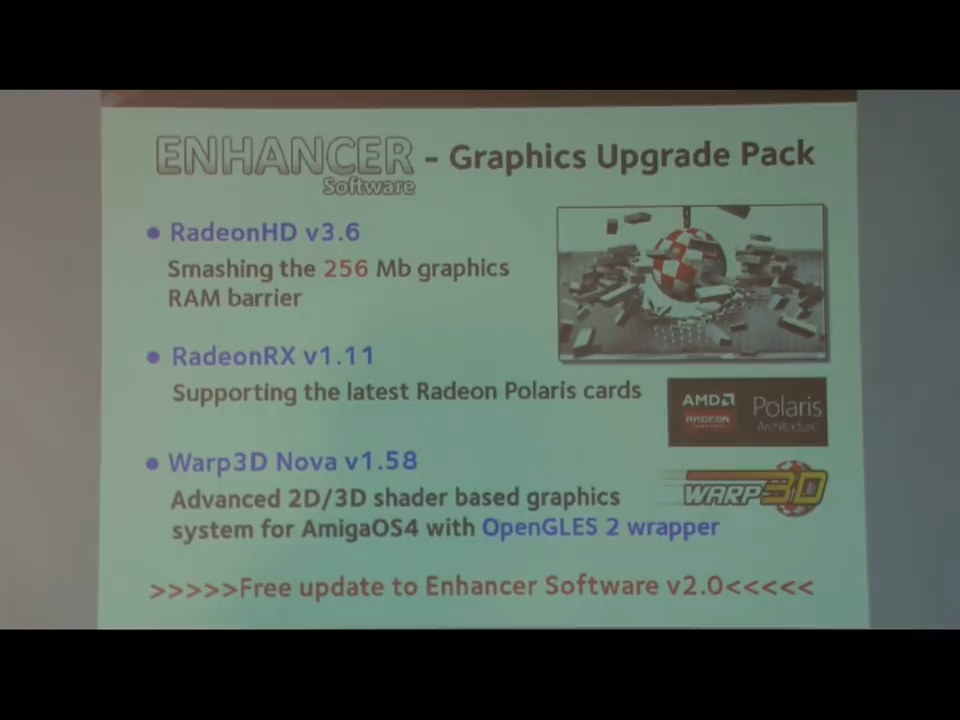 ENHANCER Software - Graphics Upgrade Pack
• RadeonHD v3.6
Smashing the 256 Mb graphics
RAM barrier
• RadeonRX v1.11
Supporting the latest Radeon Polaris cards
AMD
RADEON
Polaris
Architecture
• Warp3D Nova v1.58
WARP3D
Advanced 2D/3D shader based graphics
system for AmigaOS4 with OpenGLES 2 wrapper
>>>>>Free update to Enhancer Software v2.0<<<<<